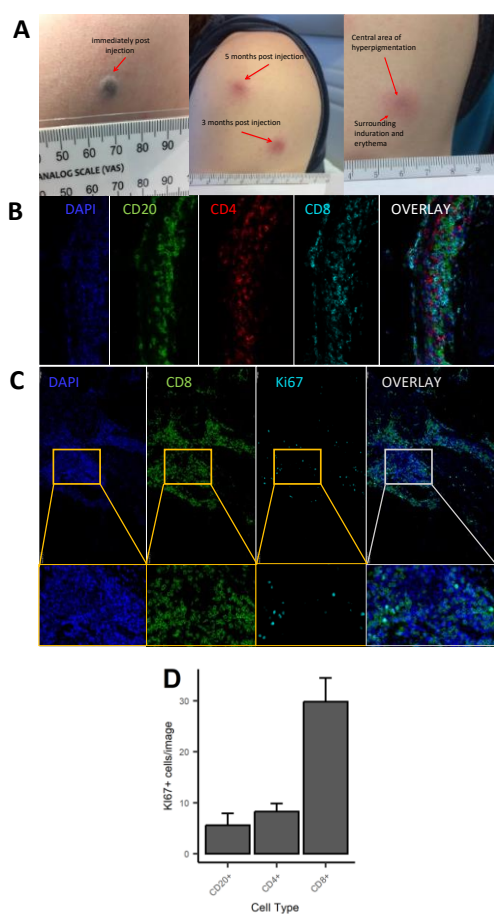 A
immediately post
injection
50 60 70 80 90
ANALOG SCALE (VAS)
50 60 70 80 90
5 months post injection
3 months post injection
Central area of
hyperpigmentation
Surrounding
induration and
erythema
B
DAPI
CD20
CD4
CD8
OVERLAY
C
DAPI
CD8
Ki67
OVERLAY
D
KI67+ cells/image
30
20
10
0
CD20+
CD4+
CD8+
Cell Type